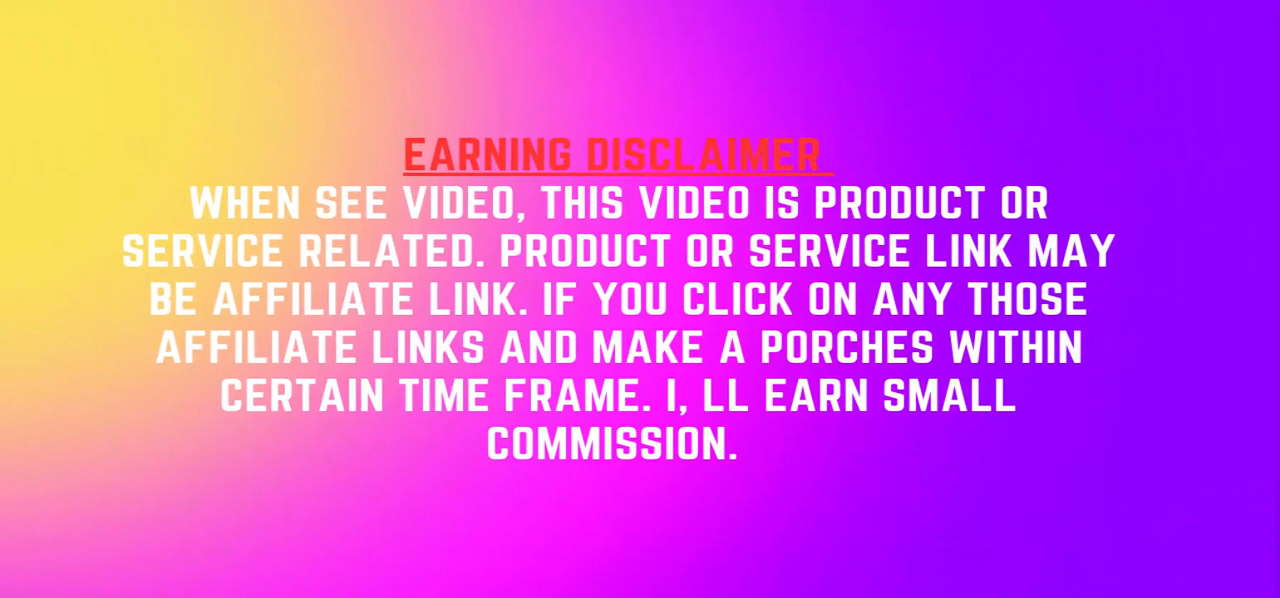 EARNING DISCLAIMER
WHEN SEE VIDEO, THIS VIDEO IS PRODUCT OR
SERVICE RELATED. PRODUCT OR SERVICE LINK MAY
BE AFFILIATE LINK. IF YOU CLICK ON ANY THOSE
AFFILIATE LINKS AND MAKE A PORCHES WITHIN
CERTAIN TIME FRAME. I, LL EARN SMALL
COMMISSION.